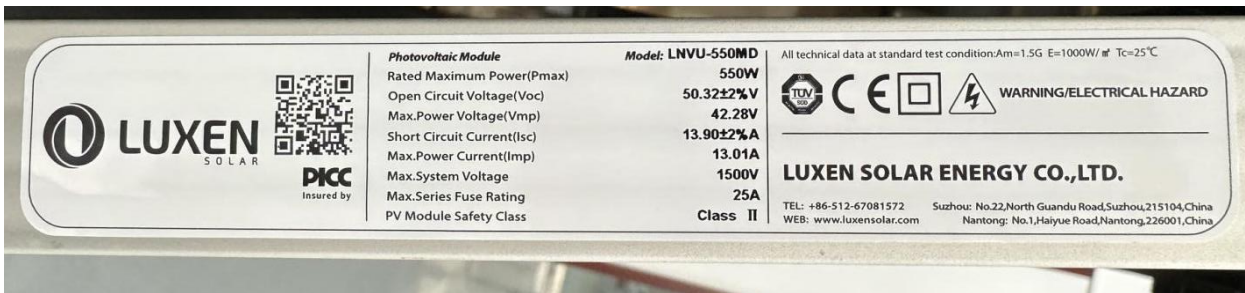 LUXEN
SOLAR
PICC
Insured by
Photovoltaic Module Model: LNVU-550MD
Rated Maximum Power(Pmax) 550W
Open Circuit Voltage(Voc) 50.32±2%V
Max.Power Voltage(Vmp) 42.28V
Short Circuit Current(Isc) 13.90±2%A
Max.Power Current(Imp) 13.01A
Max.System Voltage 1500V
Max.Series Fuse Rating 25A
PV Module Safety Class Class II
All technical data at standard test condition:Am=1.5G E=1000W/㎡ Tc=25℃
TÜV
SÜD
CE
WARNING/ELECTRICAL HAZARD
LUXEN SOLAR ENERGY CO.,LTD.
TEL: +86-512-67081572 Suzhou: No.22,North Guandu Road,Suzhou,215104,China
WEB: www.luxensolar.com Nantong: No.1,Haiyue Road,Nantong,226001,China